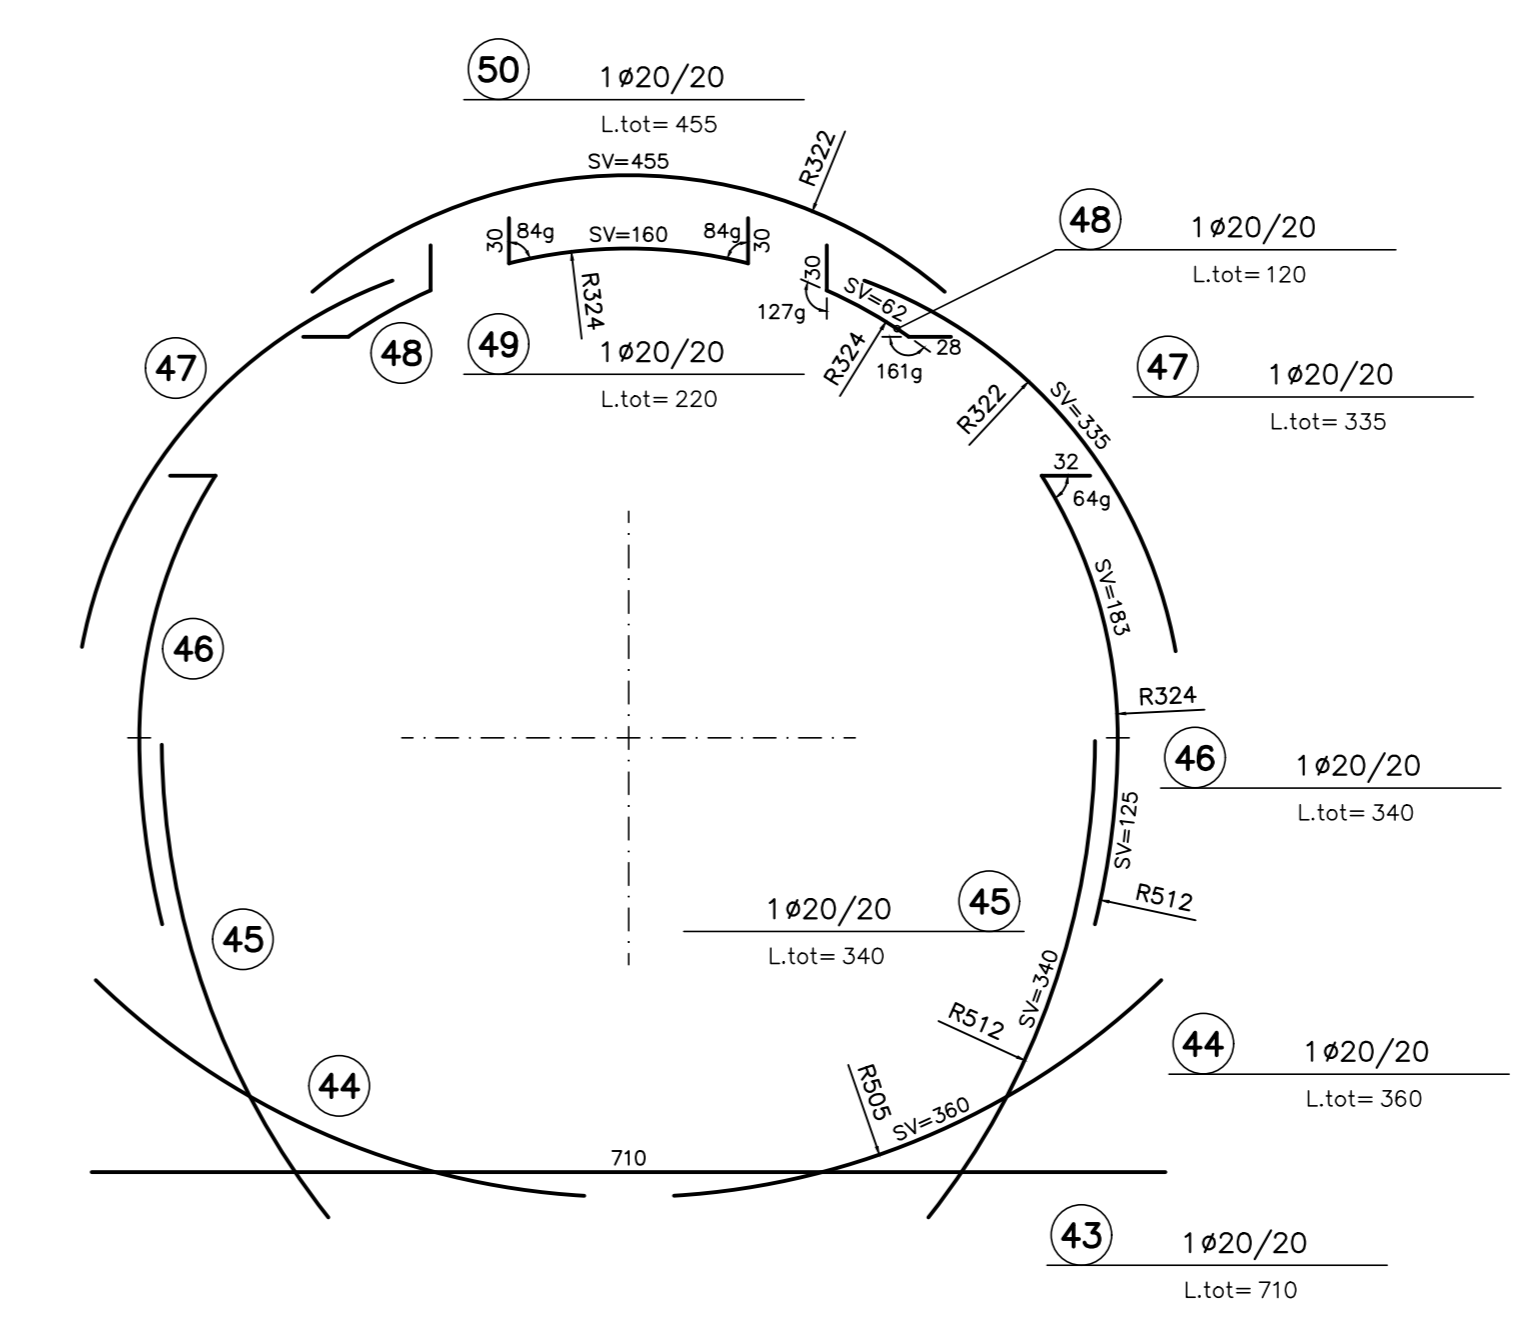 50 1ø20/20
L.tot= 455
SV=455
R322
48 1ø20/20
L.tot= 120
30 84g SV=160 84g 30
R324
30
SV=62
127g
R324
28
161g
47
48
49 1ø20/20
L.tot= 220
R322
SV=335
47 1ø20/20
L.tot= 335
32
64g
SV=183
46
R324
46 1ø20/20
L.tot= 340
SV=125
R512
1ø20/20 45
L.tot= 340
45
SV=340
R512
44 1ø20/20
L.tot= 360
44
R505
SV=360
710
43 1ø20/20
L.tot= 710